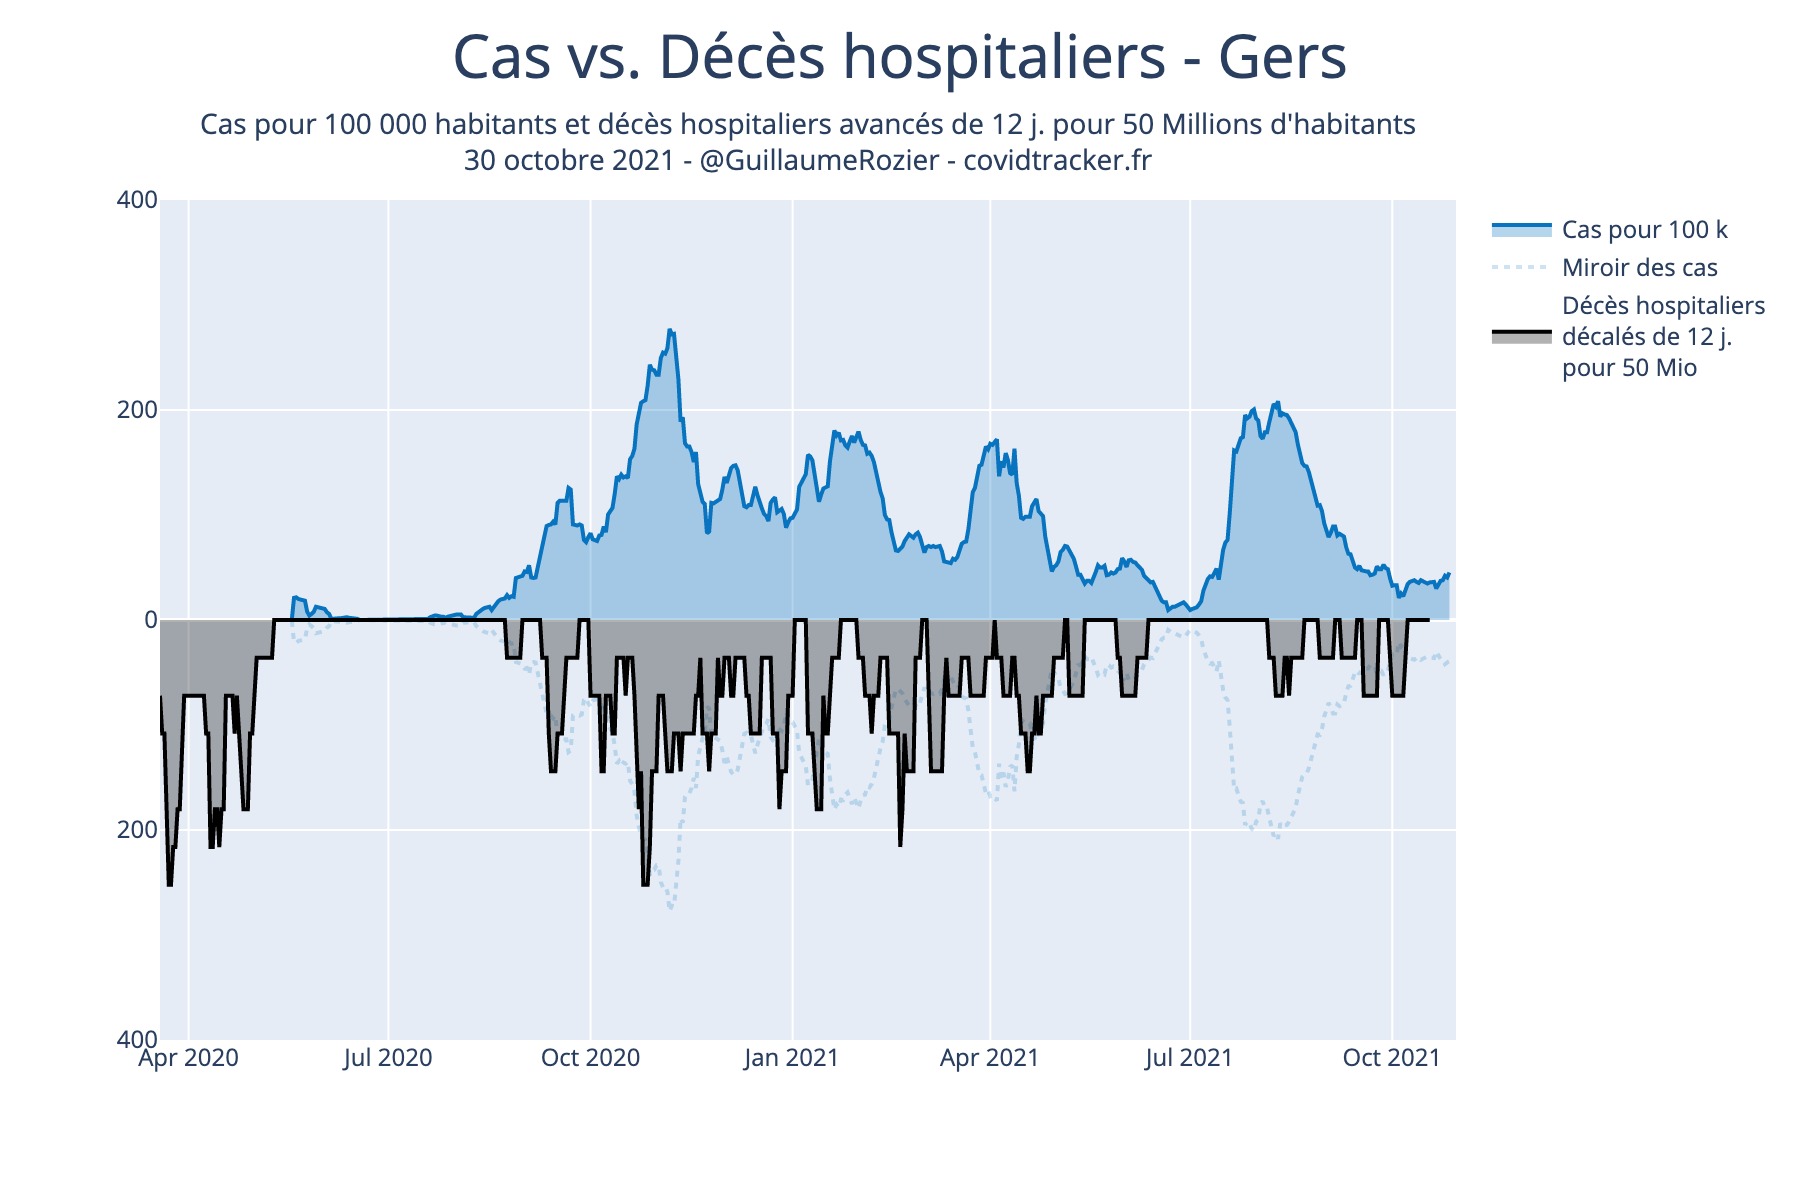 Cas vs. Décès hospitaliers - Gers
Cas pour 100 000 habitants et décès hospitaliers avancés de 12 j. pour 50 Millions d'habitants
30 octobre 2021 - @GuillaumeRozier - covidtracker.fr
400
200
0
200
400
Apr 2020
Jul 2020
Oct 2020
Jan 2021
Apr 2021
Jul 2021
Oct 2021
Cas pour 100 k
Miroir des cas
Décès hospitaliers
décalés de 12 j.
pour 50 Mio